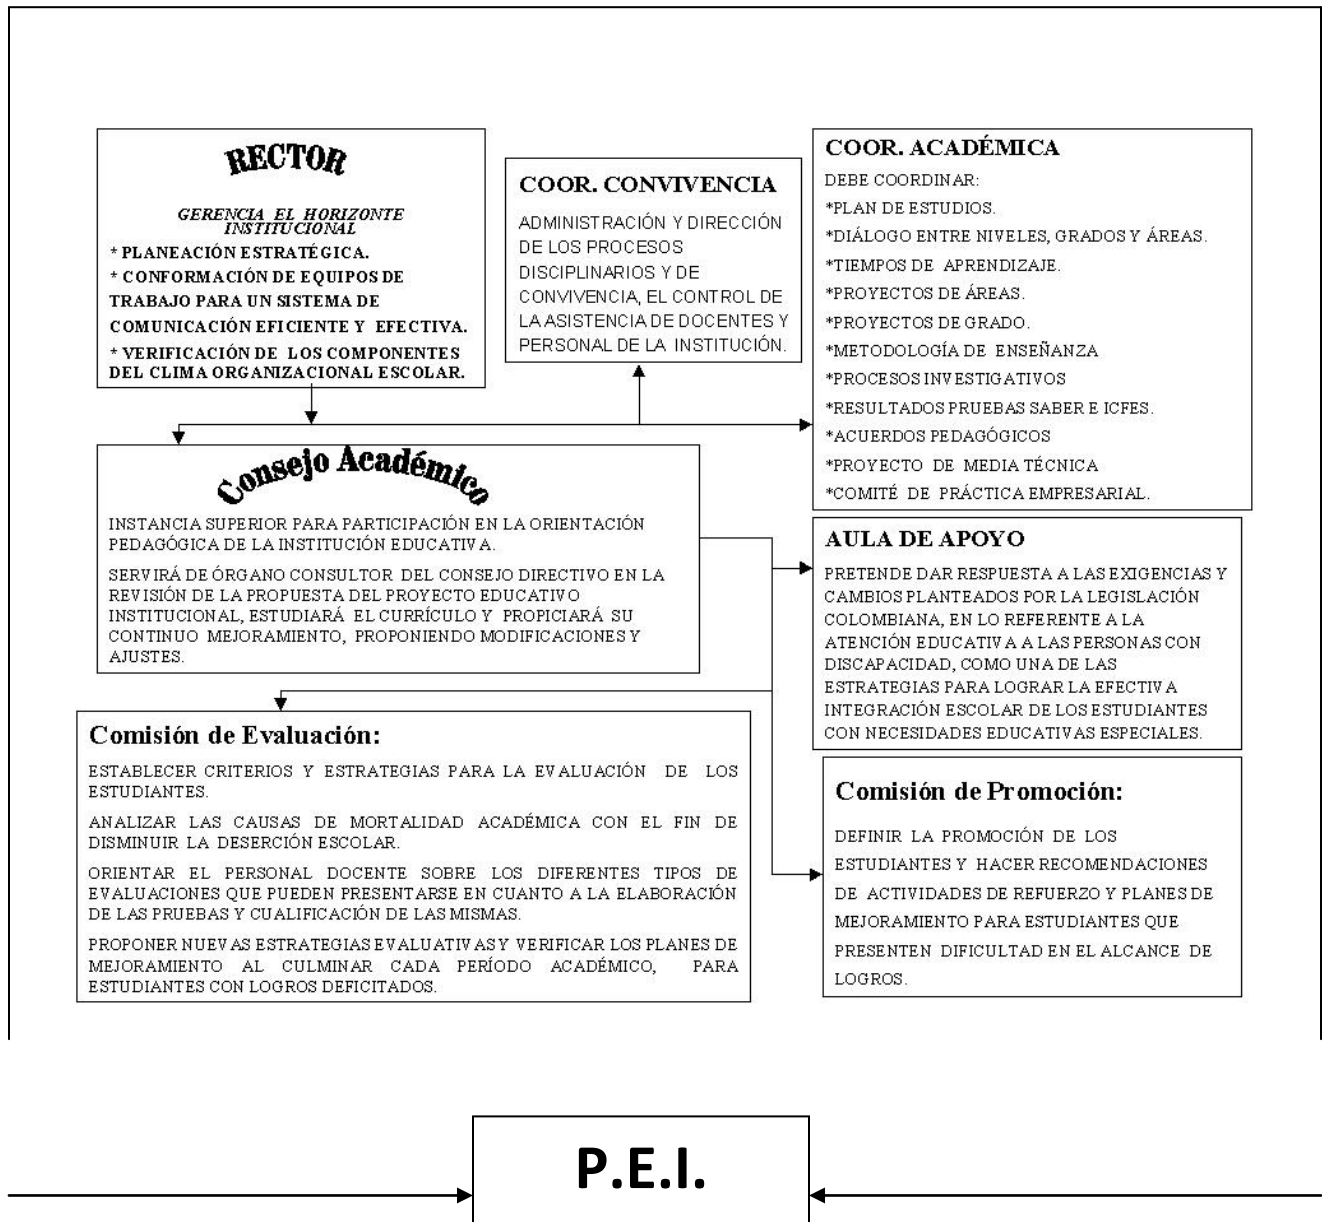 RECTOR
GERENCIA EL HORIZONTE
INSTITUCIONAL
* PLANEACIÓN ESTRATÉGICA.
* CONFORMACIÓN DE EQUIPOS DE
TRABAJO PARA UN SISTEMA DE
COMUNICACIÓN EFICIENTE Y EFECTIVA.
* VERIFICACIÓN DE LOS COMPONENTES
DEL CLIMA ORGANIZACIONAL ESCOLAR.
COOR. CONVIVENCIA
ADMINISTRACIÓN Y DIRECCIÓN
DE LOS PROCESOS
DISCIPLINARIOS Y DE
CONVIVENCIA, EL CONTROL DE
LA ASISTENCIA DE DOCENTES Y
PERSONAL DE LA INSTITUCIÓN.
COOR. ACADÉMICA
DEBE COORDINAR:
*PLAN DE ESTUDIOS.
*DIÁLOGO ENTRE NIVELES, GRADOS Y ÁREAS.
*TIEMPOS DE APRENDIZAJE.
*PROYECTOS DE ÁREAS.
*PROYECTOS DE GRADO.
*METODOLOGÍA DE ENSEÑANZA
*PROCESOS INVESTIGATIVOS
*RESULTADOS PRUEBAS SABER E ICFES.
*ACUERDOS PEDAGÓGICOS
*PROYECTO DE MEDIA TÉCNICA
*COMITÉ DE PRÁCTICA EMPRESARIAL.
Consejo Académico
INSTANCIA SUPERIOR PARA PARTICIPACIÓN EN LA ORIENTACIÓN
PEDAGÓGICA DE LA INSTITUCIÓN EDUCATIVA.
SERVIRÁ DE ÓRGANO CONSULTOR DEL CONSEJO DIRECTIVO EN LA
REVISIÓN DE LA PROPUESTA DEL PROYECTO EDUCATIVO
INSTITUCIONAL, ESTUDIARÁ EL CURRÍCULO Y PROPICIARÁ SU
CONTINUO MEJORAMIENTO, PROPONIENDO MODIFICACIONES Y
AJUSTES.
AULA DE APOYO
PRETENDE DAR RESPUESTA A LAS EXIGENCIAS Y
CAMBIOS PLANTEADOS POR LA LEGISLACIÓN
COLOMBIANA, EN LO REFERENTE A LA
ATENCIÓN EDUCATIVA A LAS PERSONAS CON
DISCAPACIDAD, COMO UNA DE LAS
ESTRATEGIAS PARA LOGRAR LA EFECTIVA
INTEGRACIÓN ESCOLAR DE LOS ESTUDIANTES
CON NECESIDADES EDUCATIVAS ESPECIALES.
Comisión de Evaluación:
ESTABLECER CRITERIOS Y ESTRATEGIAS PARA LA EVALUACIÓN DE LOS
ESTUDIANTES.
ANALIZAR LAS CAUSAS DE MORTALIDAD ACADÉMICA CON EL FIN DE
DISMINUIR LA DESERCIÓN ESCOLAR.
ORIENTAR EL PERSONAL DOCENTE SOBRE LOS DIFERENTES TIPOS DE
EVALUACIONES QUE PUEDEN PRESENTARSE EN CUANTO A LA ELABORACIÓN
DE LAS PRUEBAS Y CUALIFICACIÓN DE LAS MISMAS.
PROPONER NUEVAS ESTRATEGIAS EVALUATIVAS Y VERIFICAR LOS PLANES DE
MEJORAMIENTO AL CULMINAR CADA PERÍODO ACADÉMICO, PARA
ESTUDIANTES CON LOGROS DEFICITADOS.
Comisión de Promoción:
DEFINIR LA PROMOCIÓN DE LOS
ESTUDIANTES Y HACER RECOMENDACIONES
DE ACTIVIDADES DE REFUERZO Y PLANES DE
MEJORAMIENTO PARA ESTUDIANTES QUE
PRESENTEN DIFICULTAD EN EL ALCANCE DE
LOGROS.
P.E.I.